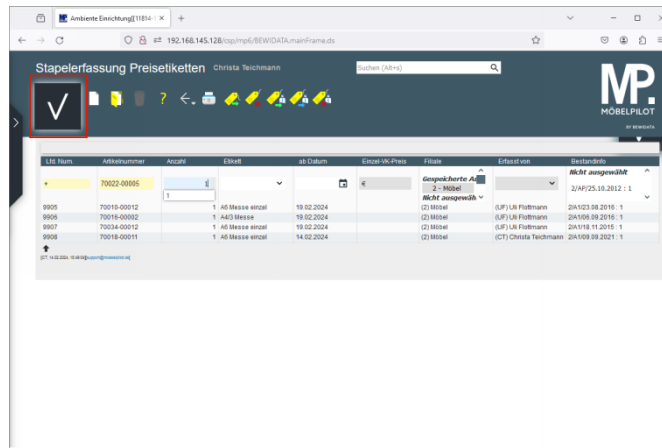 Ambiente Einrichtung[[11814-
192.168.145.128/csp/mp6/BEWIDATA.mainFrame.cls
Stapelerfassung Preisetiketten Christa Teichmann
Suchen (Alt+s)
MP.
MÖBELPILOT
BY BEWIDATA
Lfd. Num. Artikelnummer Anzahl Etikett ab Datum Einzel-VK-Preis Filiale Erfasst von Bestandinfo
+ 70022-00005 1 € Gespeicherte A 2 - Möbel Nicht ausgewäh. Nicht ausgewählt 2/AP/25.10.2012 : 1
1
9905 70010-00012 1 A6 Messe einzel 19.02.2024 (2) Möbel (UF) Uli Flottmann 2/A1/23.08.2016 : 1
9906 70016-00002 1 A4/3 Messe 19.02.2024 (2) Möbel (UF) Uli Flottmann 2/A1/06.09.2016 : 1
9907 70034-00012 1 A6 Messe einzel 19.02.2024 (2) Möbel (UF) Uli Flottmann 2/A1/18.11.2015 : 1
9908 70018-00011 1 A6 Messe einzel 14.02.2024 (2) Möbel (CT) Christa Teichmann 2/A1/09.09.2021 : 1